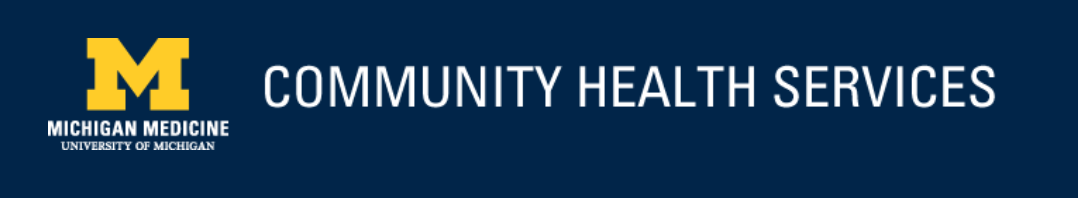 M
MICHIGAN MEDICINE
UNIVERSITY OF MICHIGAN
COMMUNITY HEALTH SERVICES